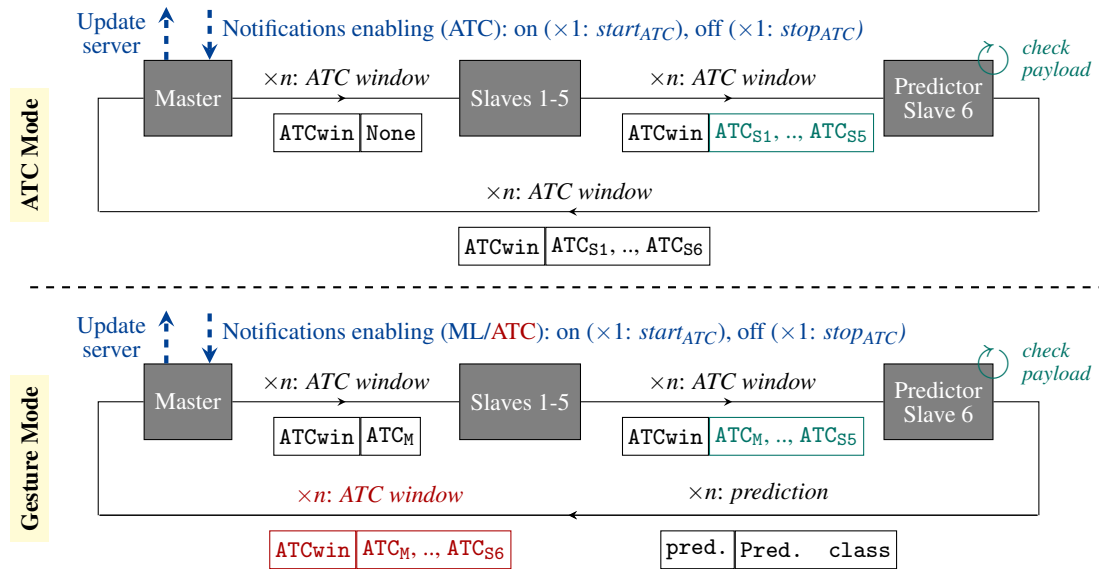 Update
server
Notifications enabling (ATC): on (×1: start_ATC), off (×1: stop_ATC)
check
payload
ATC Mode
Master
×n: ATC window
ATCwin None
Slaves 1-5
×n: ATC window
ATCwin ATC_S1, .., ATC_S5
Predictor
Slave 6
×n: ATC window
ATCwin ATC_S1, .., ATC_S6
Update
server
Notifications enabling (ML/ATC): on (×1: start_ATC), off (×1: stop_ATC)
check
payload
Gesture Mode
Master
×n: ATC window
ATCwin ATC_M
Slaves 1-5
×n: ATC window
ATCwin ATC_M, .., ATC_S5
Predictor
Slave 6
×n: ATC window
ATCwin ATC_M, .., ATC_S6
×n: prediction
pred. Pred. class